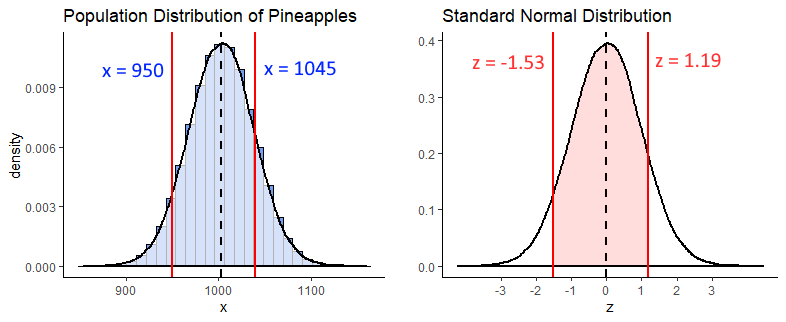 Population Distribution of Pineapples
x = 950
x = 1045
0.009
0.006
0.003
0.000
density
900
1000
1100
x
Standard Normal Distribution
z = -1.53
z = 1.19
0.4
0.3
0.2
0.1
0.0
-3
-2
-1
0
1
2
3
z